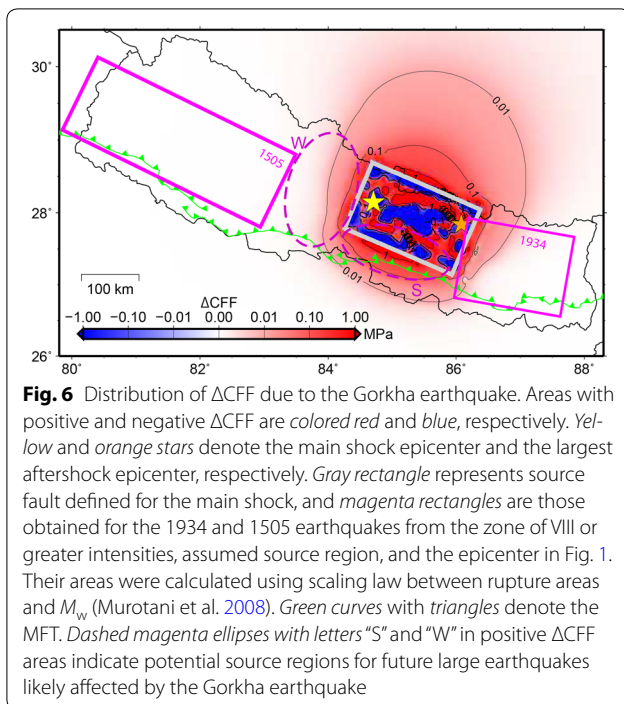 30°
W
0.01
0.1
1505
0.1
28°
1934
0.01
S
100 km
ΔCFF
−1.00 −0.10 −0.01 0.00 0.01 0.10 1.00
MPa
26°
80° 82° 84° 86° 88°
Fig. 6 Distribution of ΔCFF due to the Gorkha earthquake. Areas with
positive and negative ΔCFF are colored red and blue, respectively. Yel-
low and orange stars denote the main shock epicenter and the largest
aftershock epicenter, respectively. Gray rectangle represents source
fault defined for the main shock, and magenta rectangles are those
obtained for the 1934 and 1505 earthquakes from the zone of VIII or
greater intensities, assumed source region, and the epicenter in Fig. 1.
Their areas were calculated using scaling law between rupture areas
and Mw (Murotani et al. 2008). Green curves with triangles denote the
MFT. Dashed magenta ellipses with letters “S” and “W” in positive ΔCFF
areas indicate potential source regions for future large earthquakes
likely affected by the Gorkha earthquake